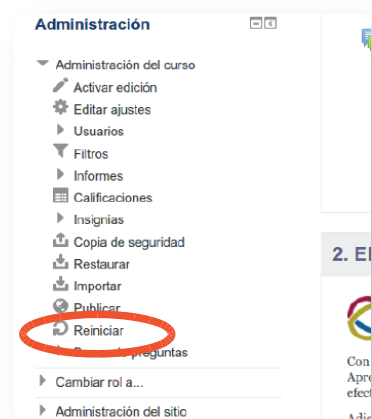 Administración
Administración del curso
Activar edición
Editar ajustes
Usuarios
Filtros
Informes
Calificaciones
Insignias
Copia de seguridad
Restaurar
Importar
Publicar
Reiniciar
preguntas
Cambiar rol a...
Administración del sitio
2. El
Con
Apre
efect